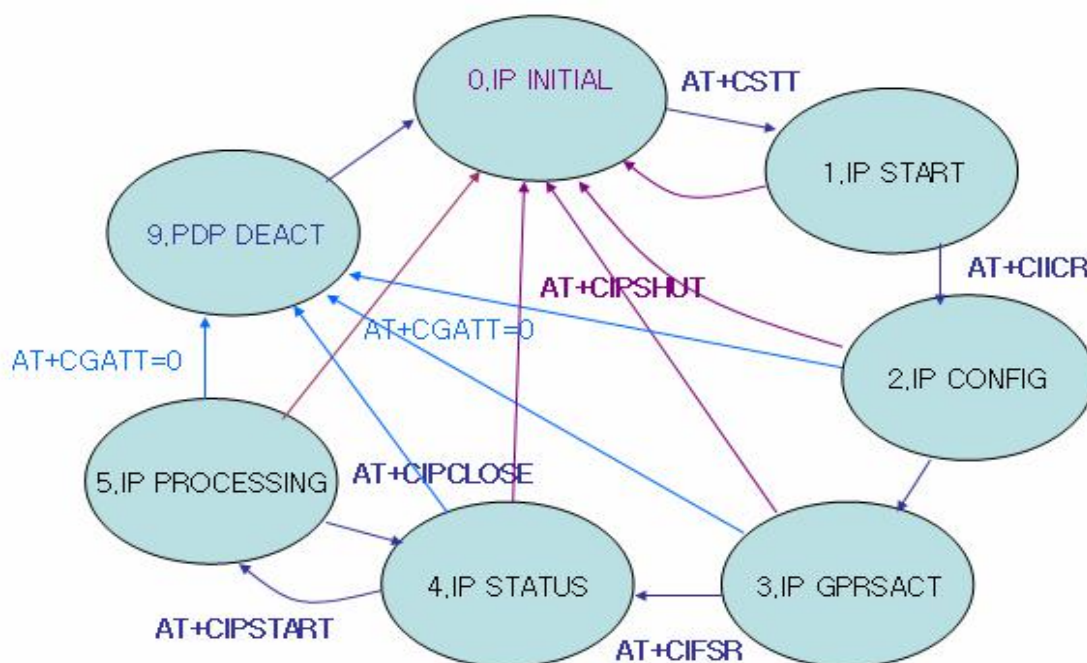 0,IP INITIAL
AT+CSTT
1,IP START
9,PDP DEACT
AT+CIICR
AT+CIPSHUT
AT+CGATT=0
AT+CGATT=0
2,IP CONFIG
5,IP PROCESSING
AT+CIPCLOSE
4,IP STATUS
3,IP GPRSACT
AT+CIPSTART
AT+CIFSR